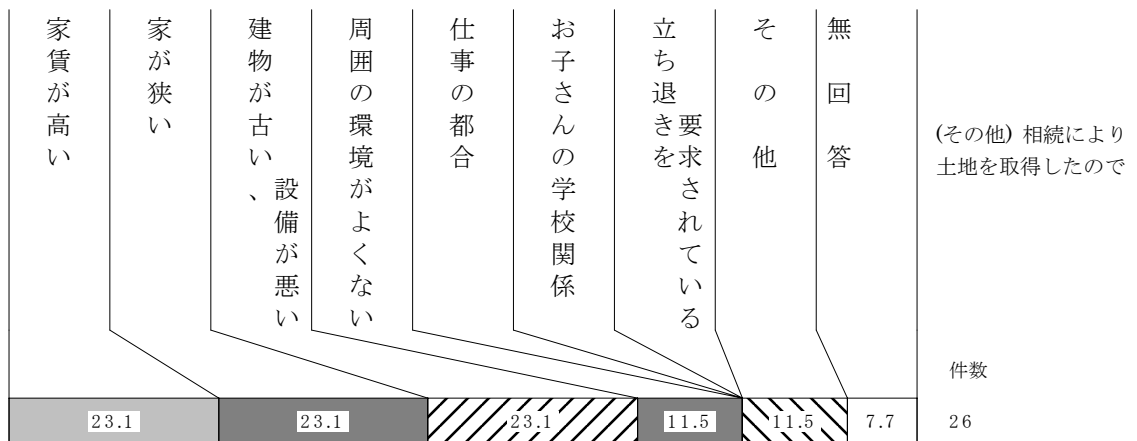 家賃が高い
家が狭い
建物が古い、
設備が悪い
周囲の環境がよくない
仕事の都合
お子さんの学校関係
立ち退きを
要求されている
その他
無回答
(その他) 相続により
土地を取得したので
件数
23.1
23.1
23.1
11.5
11.5
7.7
26